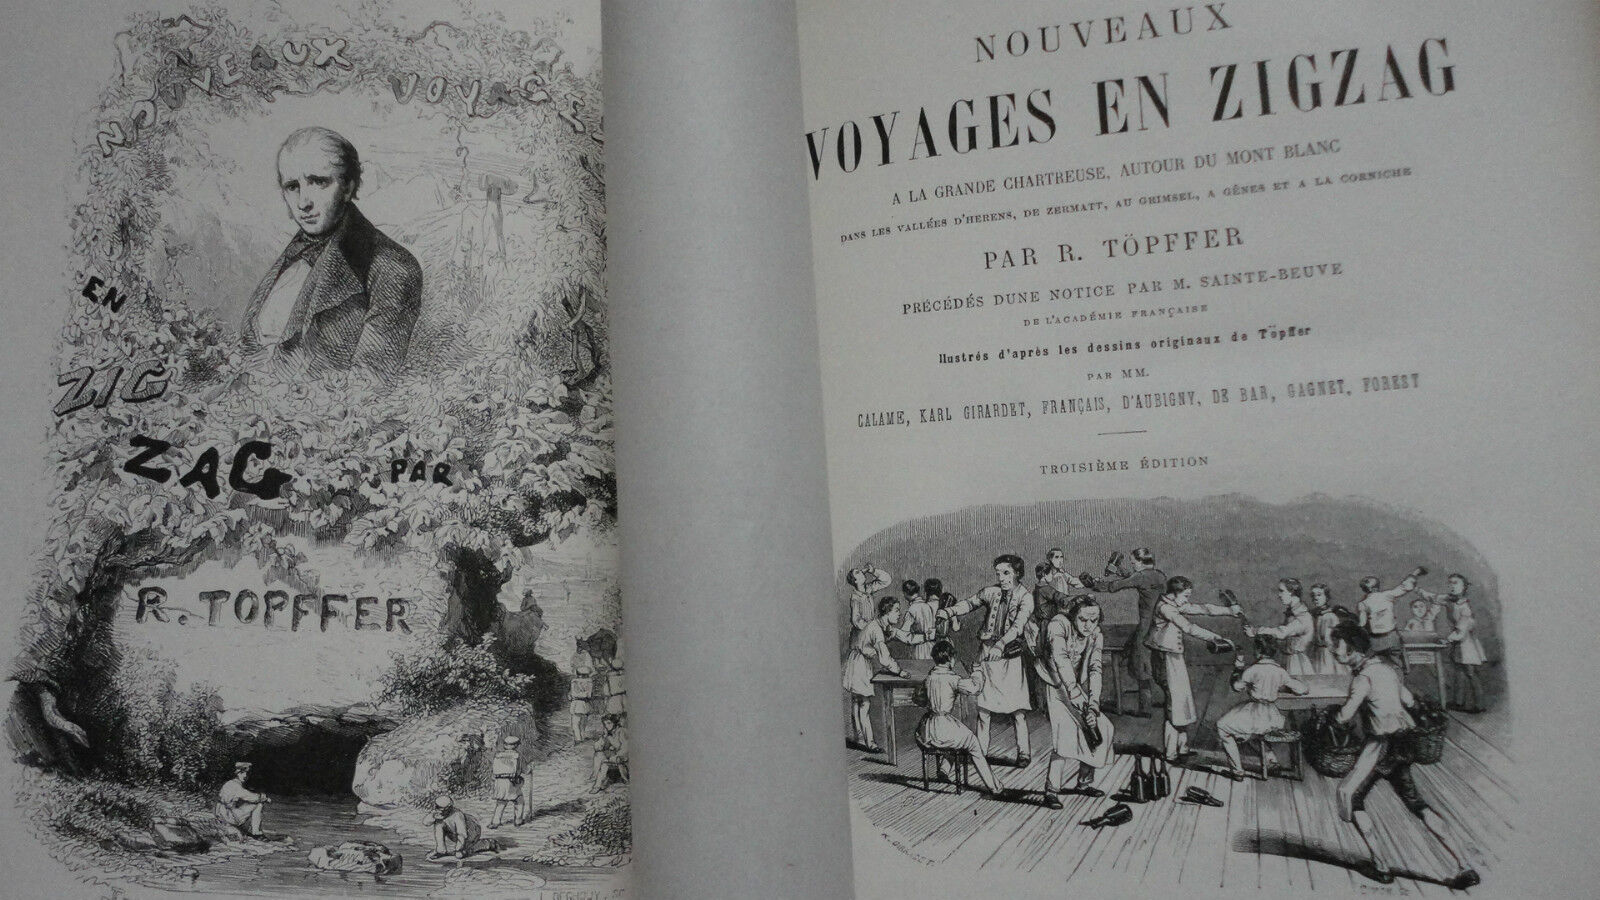 NOUVEAUX VOYAGE
EN
ZIG
ZAG PAR
R. TOPFFER
NOUVEAUX
VOYAGES EN ZIGZAG
A LA GRANDE CHARTREUSE, AUTOUR DU MONT BLANC
DANS LES VALLÉES D'HERENS, DE ZERMATT, AU GRIMSEL, A GÊNES ET A LA CORNICHE
PAR R. TÖPFFER
PRÉCÉDÉS DUNE NOTICE PAR M. SAINTE-BEUVE
DE L'ACADÉMIE FRANÇAISE
Ilustrés d'après les dessins originaux de Töpffer
PAR MM.
CALAME, KARL GIRARDET, FRANÇAIS, D'AUBIGNY, DE BAR, GAGNET, FOREST
TROISIÈME ÉDITION